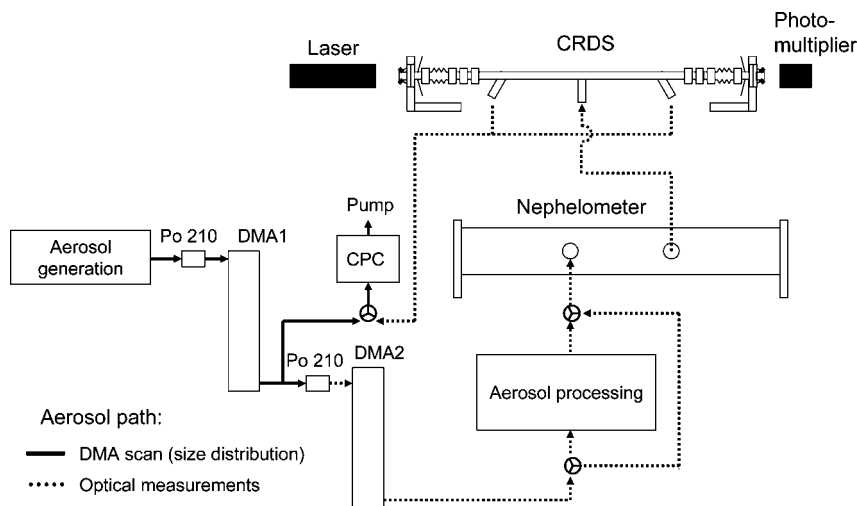 Laser
CRDS
Photo-
multiplier
Pump
Nephelometer
Aerosol
generation
Po 210
DMA1
CPC
Po 210
DMA2
Aerosol processing
Aerosol path:
DMA scan (size distribution)
Optical measurements